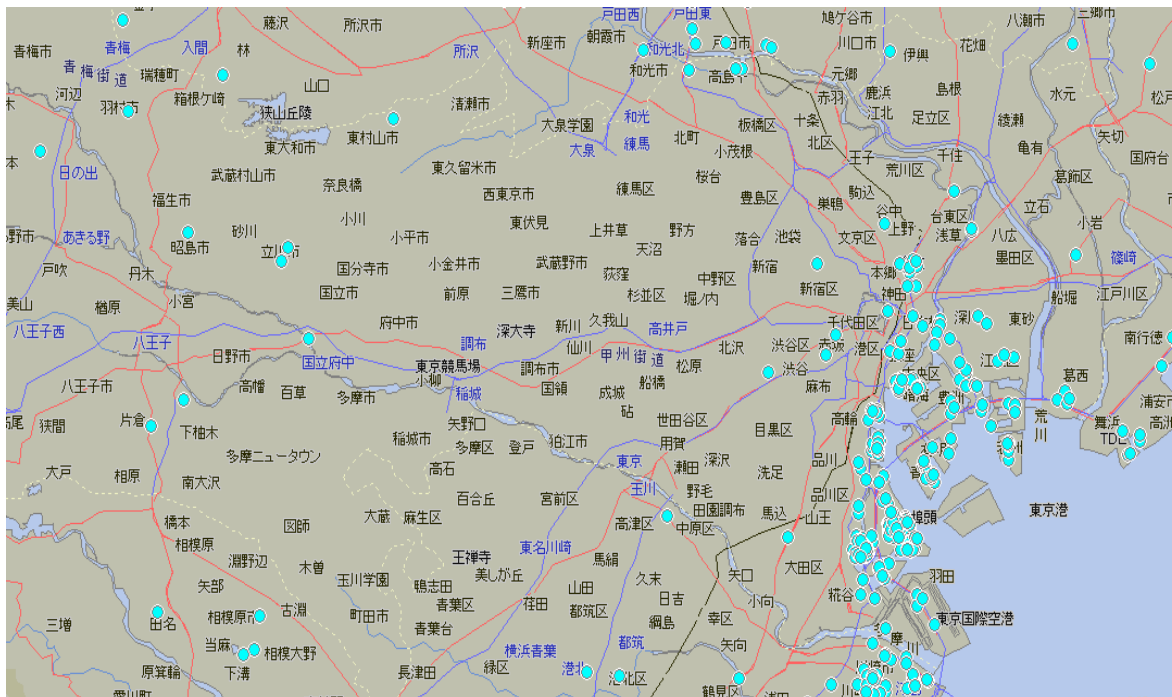 藤沢
所沢市
戸田西
戸田東
鳩ケ谷市
八潮市
三郷市
青梅市
青梅
入間
林
所沢
新座市
朝霞市
和光北
戸田市
川口市
伊興
花畑
青梅街道
瑞穂町
山口
和光市
高島平
元郷
鹿浜
島根
河辺
羽村市
箱根ケ崎
狭山丘陵
清瀬市
赤羽
江北
足立区
水元
松戸
東村山市
大泉学園
和光
北町
板橋区
十条
北区
綾瀬
矢切
東大和市
大泉
練馬
小茂根
王子
千住
亀有
国府台
日の出
武蔵村山市
奈良橋
東久留米市
荒川区
葛飾区
福生市
西東京市
練馬区
桜台
豊島区
巣鴨
駒込
谷中
台東区
立石
小岩
あきる野
昭島市
砂川
立川市
小川
小平市
東伏見
上井草
野方
落合
池袋
文京区
上野
浅草
八広
墨田区
篠崎
戸吹
丹木
国分寺市
小金井市
武蔵野市
天沼
荻窪
中野区
新宿
本郷
船堀
江戸川区
美山
楢原
小宮
国立市
前原
三鷹市
杉並区
堀ノ内
新宿区
神田
八王子西
八王子
府中市
深大寺
新川
久我山
高井戸
千代田区
深川
東砂
南行徳
日野市
国立府中
調布
仙川
甲州街道
北沢
渋谷区
赤坂
港区
八王子市
高幡
百草
東京競馬場
小柳
調布市
国領
成城
船橋
松原
渋谷
麻布
中央区
晴海
豊洲
葛西
浦安市
多摩市
稲城
砧
狭間
片倉
下柚木
稲城市
矢野口
多摩区
登戸
狛江市
世田谷区
用賀
目黒区
高輪
荒川
舞浜
TDL
大戸
相原
南大沢
多摩ニュータウン
高石
東京
瀬田
深沢
洗足
品川
百合丘
宮前区
玉川
野毛
田園調布
品川区
東京港
橋本
相模原
図師
大蔵
麻生区
高津区
中原区
馬込
山王
埠頭
淵野辺
木曽
王禅寺
東名川崎
馬絹
大田区
矢部
玉川学園
鴨志田
美しが丘
山田
久末
矢口
羽田
三増
田名
相模原市
古淵
町田市
青葉区
荏田
都筑区
日吉
小向
糀谷
東京国際空港
当麻
相模大野
青葉台
綱島
幸区
原箕輪
下溝
長津田
横浜青葉
緑区
港北
都筑
港北区
矢向
愛川町
鶴見区